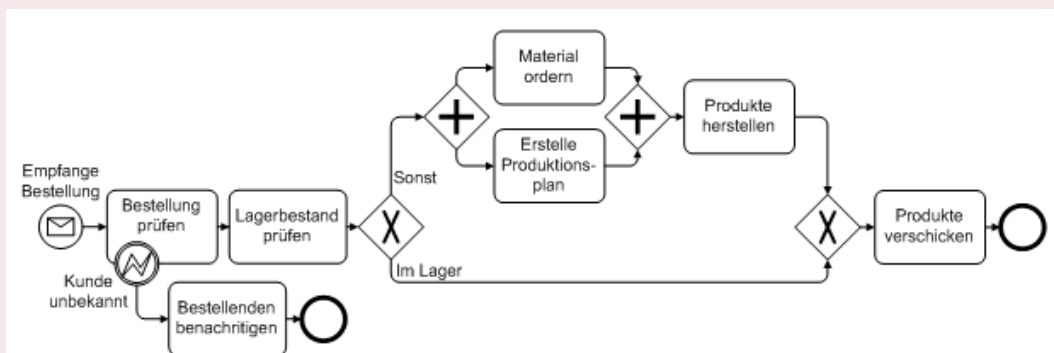 Material
ordern
Produkte
herstellen
Erstelle
Produktions-
plan
Sonst
Empfange
Bestellung
Bestellung
prüfen
Lagerbestand
prüfen
Produkte
verschicken
Im Lager
Kunde
unbekannt
Bestellenden
benachritigen